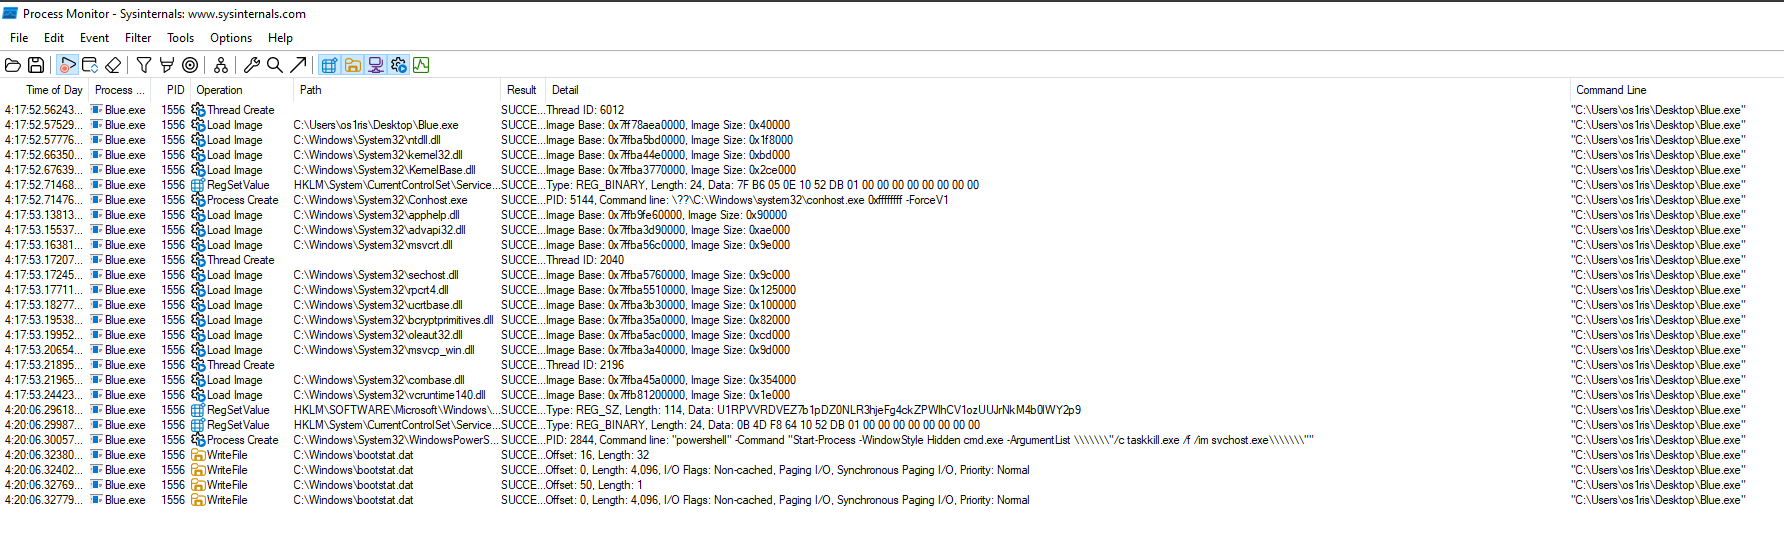 Process Monitor - Sysinternals: www.sysinternals.com
File Edit Event Filter Tools Options Help
Time of Day Process ... PID Operation Path Result Detail Command Line
4:17:52.56243... Blue.exe 1556 Thread Create SUCCE... Thread ID: 6012 "C:\Users\os1ris\Desktop\Blue.exe"
4:17:52.57529... Blue.exe 1556 Load Image C:\Users\os1ris\Desktop\Blue.exe SUCCE... Image Base: 0x7ff78aea0000, Image Size: 0x40000 "C:\Users\os1ris\Desktop\Blue.exe"
4:17:52.57776... Blue.exe 1556 Load Image C:\Windows\System32\ntdll.dll SUCCE... Image Base: 0x7ffba5bd0000, Image Size: 0x1f8000 "C:\Users\os1ris\Desktop\Blue.exe"
4:17:52.66350... Blue.exe 1556 Load Image C:\Windows\System32\kernel32.dll SUCCE... Image Base: 0x7ffba44e0000, Image Size: 0xbd000 "C:\Users\os1ris\Desktop\Blue.exe"
4:17:52.67639... Blue.exe 1556 Load Image C:\Windows\System32\KernelBase.dll SUCCE... Image Base: 0x7ffba3770000, Image Size: 0x2ce000 "C:\Users\os1ris\Desktop\Blue.exe"
4:17:52.71468... Blue.exe 1556 RegSetValue HKLM\System\CurrentControlSet\Service... SUCCE... Type: REG_BINARY, Length: 24, Data: 7F B6 05 0E 10 52 DB 01 00 00 00 00 00 00 00 00 "C:\Users\os1ris\Desktop\Blue.exe"
4:17:52.71476... Blue.exe 1556 Process Create C:\Windows\System32\Conhost.exe SUCCE... PID: 5144, Command line: \??\C:\Windows\system32\conhost.exe 0xffffffff -ForceV1 "C:\Users\os1ris\Desktop\Blue.exe"
4:17:53.13813... Blue.exe 1556 Load Image C:\Windows\System32\apphelp.dll SUCCE... Image Base: 0x7ffb9fe60000, Image Size: 0x90000 "C:\Users\os1ris\Desktop\Blue.exe"
4:17:53.15537... Blue.exe 1556 Load Image C:\Windows\System32\advapi32.dll SUCCE... Image Base: 0x7ffba3d90000, Image Size: 0xae000 "C:\Users\os1ris\Desktop\Blue.exe"
4:17:53.16381... Blue.exe 1556 Load Image C:\Windows\System32\msvcrt.dll SUCCE... Image Base: 0x7ffba56c0000, Image Size: 0x9e000 "C:\Users\os1ris\Desktop\Blue.exe"
4:17:53.17207... Blue.exe 1556 Thread Create SUCCE... Thread ID: 2040 "C:\Users\os1ris\Desktop\Blue.exe"
4:17:53.17245... Blue.exe 1556 Load Image C:\Windows\System32\sechost.dll SUCCE... Image Base: 0x7ffba5760000, Image Size: 0x9c000 "C:\Users\os1ris\Desktop\Blue.exe"
4:17:53.17711... Blue.exe 1556 Load Image C:\Windows\System32\rpcrt4.dll SUCCE... Image Base: 0x7ffba5510000, Image Size: 0x125000 "C:\Users\os1ris\Desktop\Blue.exe"
4:17:53.18277... Blue.exe 1556 Load Image C:\Windows\System32\ucrtbase.dll SUCCE... Image Base: 0x7ffba3b30000, Image Size: 0x100000 "C:\Users\os1ris\Desktop\Blue.exe"
4:17:53.19538... Blue.exe 1556 Load Image C:\Windows\System32\bcryptprimitives.dll SUCCE... Image Base: 0x7ffba35a0000, Image Size: 0x82000 "C:\Users\os1ris\Desktop\Blue.exe"
4:17:53.19952... Blue.exe 1556 Load Image C:\Windows\System32\oleaut32.dll SUCCE... Image Base: 0x7ffba5ac0000, Image Size: 0xcd000 "C:\Users\os1ris\Desktop\Blue.exe"
4:17:53.20654... Blue.exe 1556 Load Image C:\Windows\System32\msvcp_win.dll SUCCE... Image Base: 0x7ffba3a40000, Image Size: 0x9d000 "C:\Users\os1ris\Desktop\Blue.exe"
4:17:53.21895... Blue.exe 1556 Thread Create SUCCE... Thread ID: 2196 "C:\Users\os1ris\Desktop\Blue.exe"
4:17:53.21965... Blue.exe 1556 Load Image C:\Windows\System32\combase.dll SUCCE... Image Base: 0x7ffba45a0000, Image Size: 0x354000 "C:\Users\os1ris\Desktop\Blue.exe"
4:17:53.24423... Blue.exe 1556 Load Image C:\Windows\System32\vcruntime140.dll SUCCE... Image Base: 0x7ffb81200000, Image Size: 0x1e000 "C:\Users\os1ris\Desktop\Blue.exe"
4:20:06.29618... Blue.exe 1556 RegSetValue HKLM\SOFTWARE\Microsoft\Windows\... SUCCE... Type: REG_SZ, Length: 114, Data: "C:\Users\os1ris\Desktop\Blue.exe"
4:20:06.29987... Blue.exe 1556 RegSetValue HKLM\System\CurrentControlSet\Service... SUCCE... Type: REG_BINARY, Length: 24, Data: 0B 4D F8 64 10 52 DB 01 00 00 00 00 00 00 00 00 "C:\Users\os1ris\Desktop\Blue.exe"
4:20:06.30057... Blue.exe 1556 Process Create C:\Windows\System32\WindowsPowerS... SUCCE... PID: 2844, Command line: "powershell" -Command "Start-Process -WindowStyle Hidden cmd.exe -ArgumentList \\\\\\\"/c taskkill.exe /f /im svchost.exe\\\\\\\"" "C:\Users\os1ris\Desktop\Blue.exe"
4:20:06.32380... Blue.exe 1556 WriteFile C:\Windows\bootstat.dat SUCCE... Offset: 16, Length: 32 "C:\Users\os1ris\Desktop\Blue.exe"
4:20:06.32402... Blue.exe 1556 WriteFile C:\Windows\bootstat.dat SUCCE... Offset: 0, Length: 4,096, I/O Flags: Non-cached, Paging I/O, Synchronous Paging I/O, Priority: Normal "C:\Users\os1ris\Desktop\Blue.exe"
4:20:06.32769... Blue.exe 1556 WriteFile C:\Windows\bootstat.dat SUCCE... Offset: 50, Length: 1 "C:\Users\os1ris\Desktop\Blue.exe"
4:20:06.32779... Blue.exe 1556 WriteFile C:\Windows\bootstat.dat SUCCE... Offset: 0, Length: 4,096, I/O Flags: Non-cached, Paging I/O, Synchronous Paging I/O, Priority: Normal "C:\Users\os1ris\Desktop\Blue.exe"